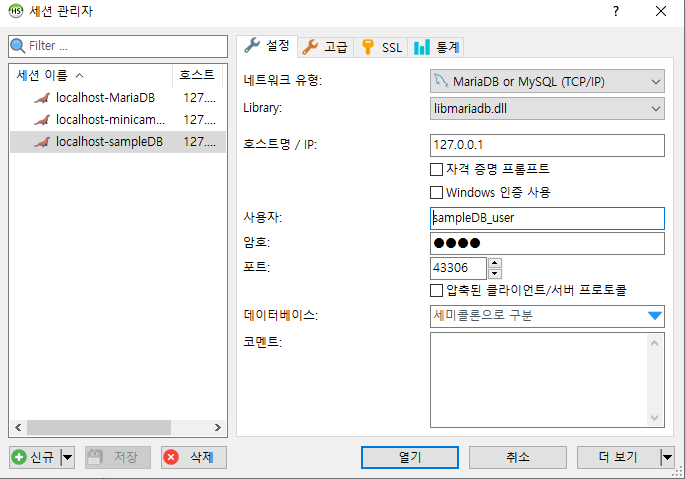 HS 세션 관리자
Filter ...
세션 이름 호스트
localhost-MariaDB 127....
localhost-minicam... 127....
localhost-sampleDB 127....
설정 고급 SSL 통계
네트워크 유형: MariaDB or MySQL (TCP/IP)
Library: libmariadb.dll
호스트명 / IP: 127.0.0.1
자격 증명 프롬프트
Windows 인증 사용
사용자: sampleDB_user
암호: ●●●●
포트: 43306
압축된 클라이언트/서버 프로토콜
데이터베이스: 세미콜론으로 구분
코멘트:
신규 저장 삭제 열기 취소 더 보기